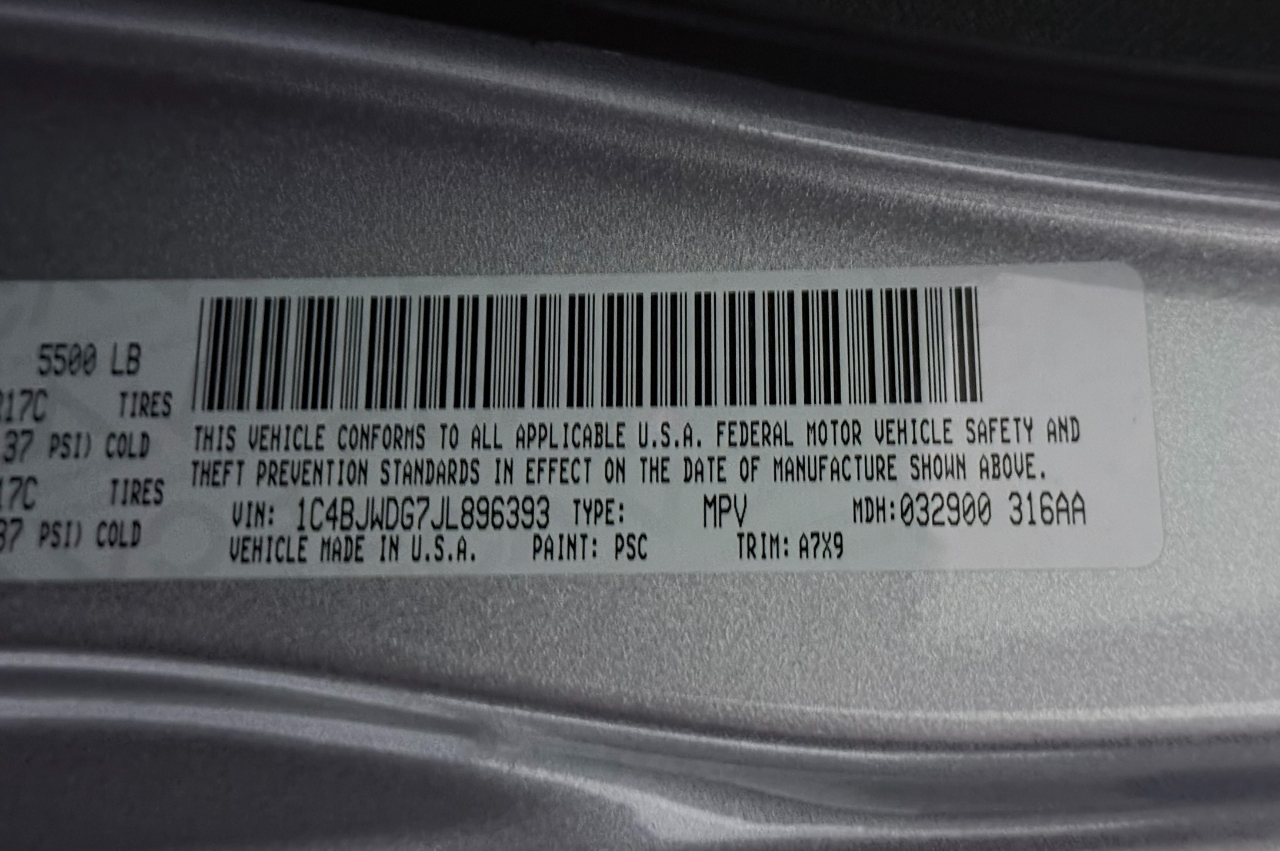 5500 LB
17C TIRES
37 PSI) COLD
17C TIRES
37 PSI) COLD
THIS VEHICLE CONFORMS TO ALL APPLICABLE U.S.A. FEDERAL MOTOR VEHICLE SAFETY AND
THEFT PREVENTION STANDARDS IN EFFECT ON THE DATE OF MANUFACTURE SHOWN ABOVE.
VIN: 1C4BJWDG7JL896393 TYPE: MPV MDH:032900 316AA
VEHICLE MADE IN U.S.A. PAINT: PSC TRIM: A7X9